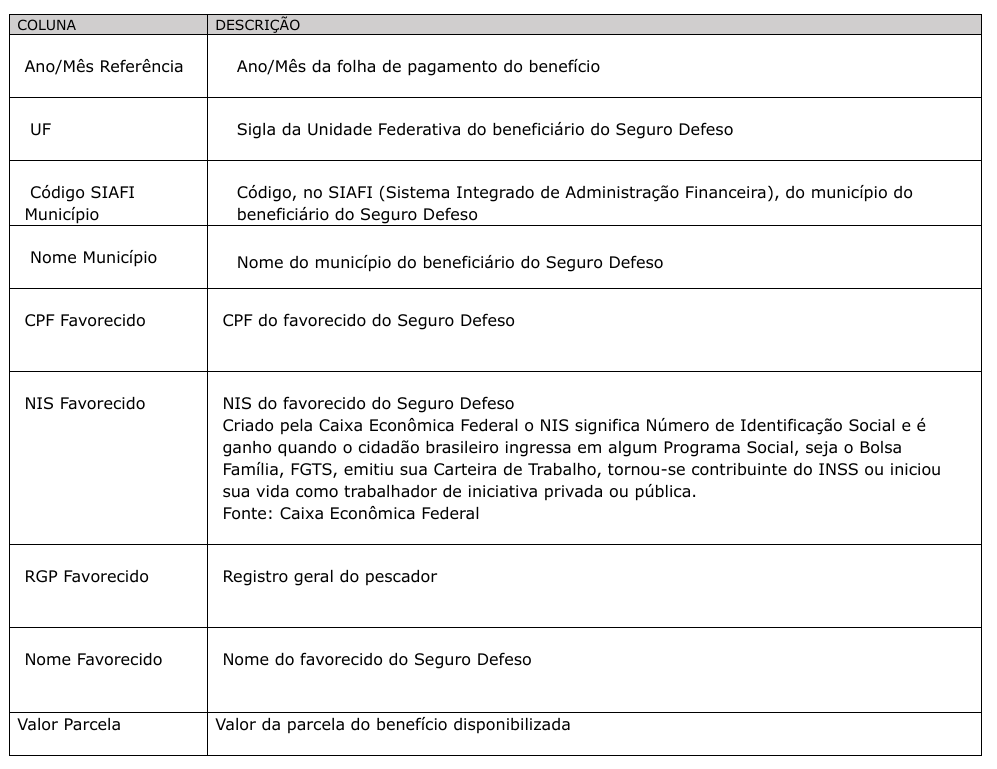 COLUNA DESCRIÇÃO
Ano/Mês Referência Ano/Mês da folha de pagamento do benefício
UF Sigla da Unidade Federativa do beneficiário do Seguro Defeso
Código SIAFI Código, no SIAFI (Sistema Integrado de Administração Financeira), do município do
Município beneficiário do Seguro Defeso
Nome Município Nome do município do beneficiário do Seguro Defeso
CPF Favorecido CPF do favorecido do Seguro Defeso
NIS Favorecido NIS do favorecido do Seguro Defeso
Criado pela Caixa Econômica Federal o NIS significa Número de Identificação Social e é
ganho quando o cidadão brasileiro ingressa em algum Programa Social, seja o Bolsa
Família, FGTS, emitiu sua Carteira de Trabalho, tornou-se contribuinte do INSS ou iniciou
sua vida como trabalhador de iniciativa privada ou pública.
Fonte: Caixa Econômica Federal
RGP Favorecido Registro geral do pescador
Nome Favorecido Nome do favorecido do Seguro Defeso
Valor Parcela Valor da parcela do benefício disponibilizada